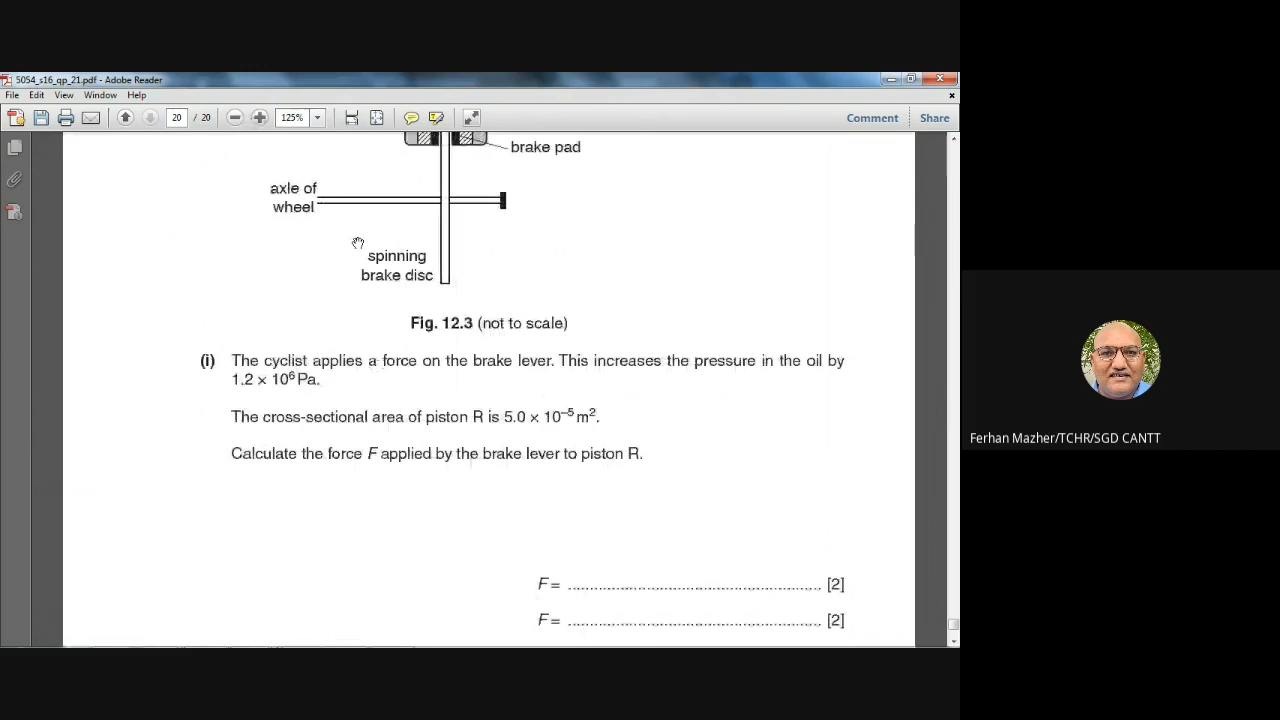 5054_s16_qp_21.pdf - Adobe Reader
File Edit View Window Help
20 / 20 125% Comment Share
brake pad
axle of
wheel
spinning
brake disc
Fig. 12.3 (not to scale)
(i) The cyclist applies a force on the brake lever. This increases the pressure in the oil by
1.2 × 10⁶ Pa.
The cross-sectional area of piston R is 5.0 × 10⁻⁵ m².
Calculate the force F applied by the brake lever to piston R.
F = ................................................ [2]
F = ................................................ [2]
Ferhan Mazher/TCHR/SGD CANTT